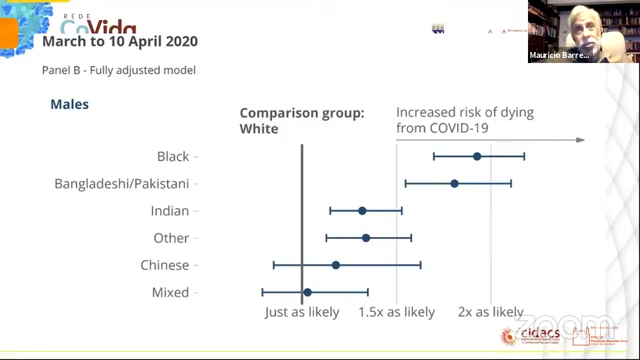 REDE
CoVida
March to 10 April 2020
Panel B - Fully adjusted model
Mauricio Barre...
Males
Comparison group:
White
Increased risk of dying
from COVID-19
Black
Bangladeshi/Pakistani
Indian
Other
Chinese
Mixed
Just as likely
1.5x as likely
2x as likely
zoom
cidacs